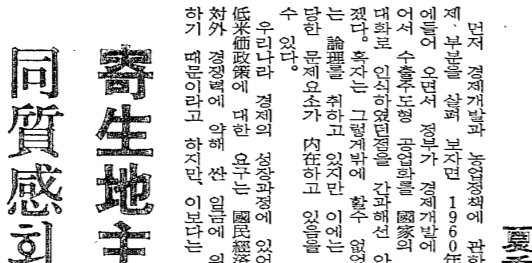 夏
먼저 경제개발과 농업정책에 관한
제 부분을 살펴 보자면 1960年
에들어 오면서 정부가 경제개발에
어서 수출주도형 공업화를 國家의
대화로 인식하였던점을 간과해선 안
겠다. 혹자는 그렇게밖에 할수 없었
는 論理를 취하고 있지만 이에는
당한 문제요소가 内在하고 있음을
수 있다.
우리나라 경제의 성장과정에 있어
低米価政策에 대한 요구는 國民経済
対外 경쟁력에 약해 싼 임금에 의
하기 때문이라고 하지만, 이보다는
寄生地主
同質感회